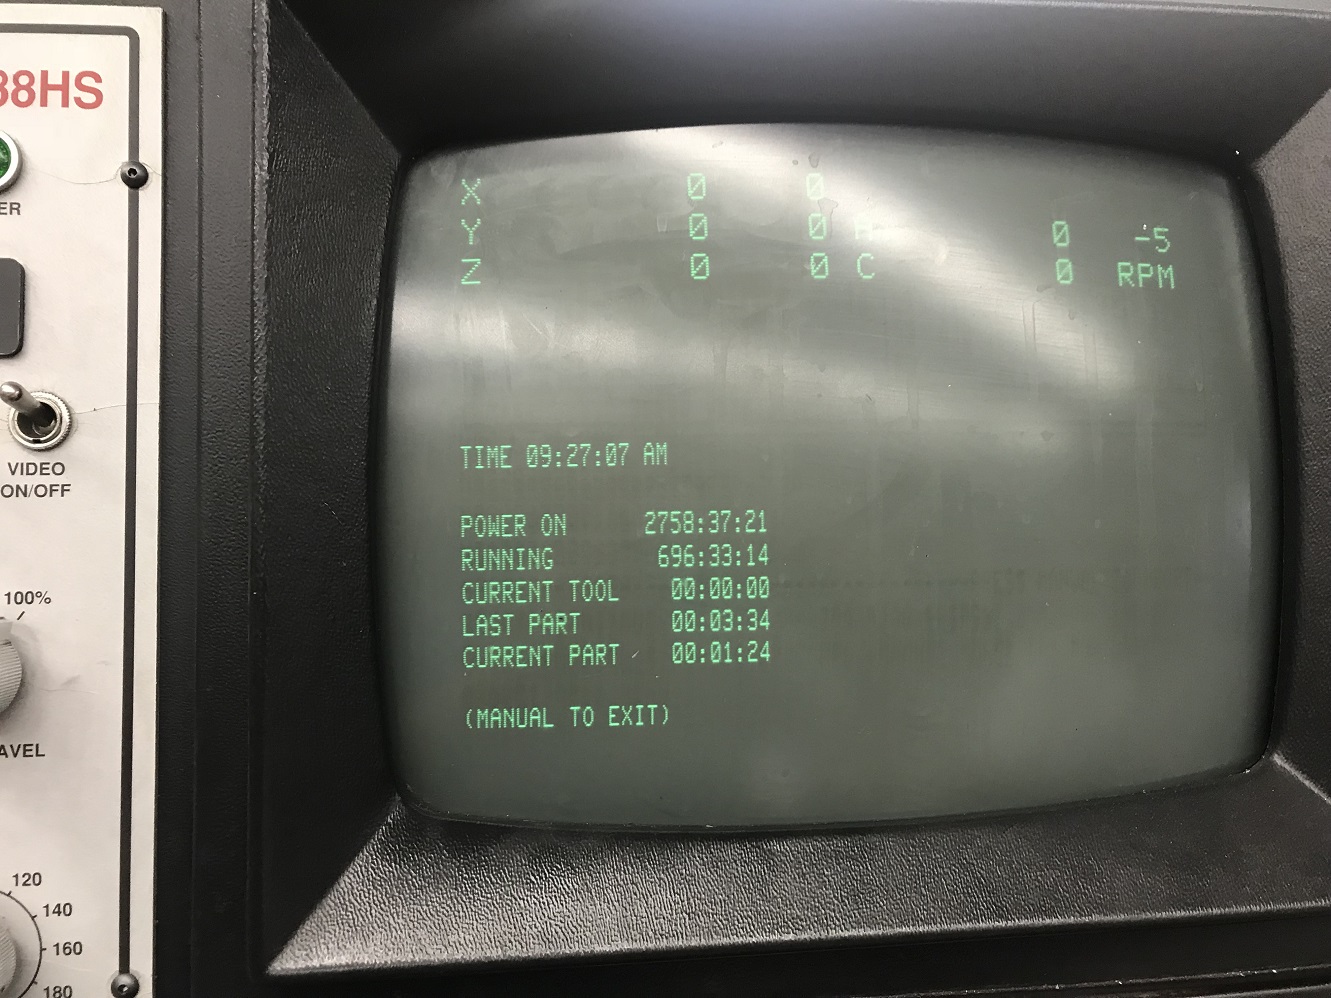 88HS
ER
VIDEO
ON/OFF
100%
AVEL
120
140
160
180
X 0 0
Y 0 0 A 0 -5
Z 0 0 C 0 RPM
TIME 09:27:07 AM
POWER ON 2758:37:21
RUNNING 696:33:14
CURRENT TOOL 00:00:00
LAST PART 00:03:34
CURRENT PART 00:01:24
(MANUAL TO EXIT)